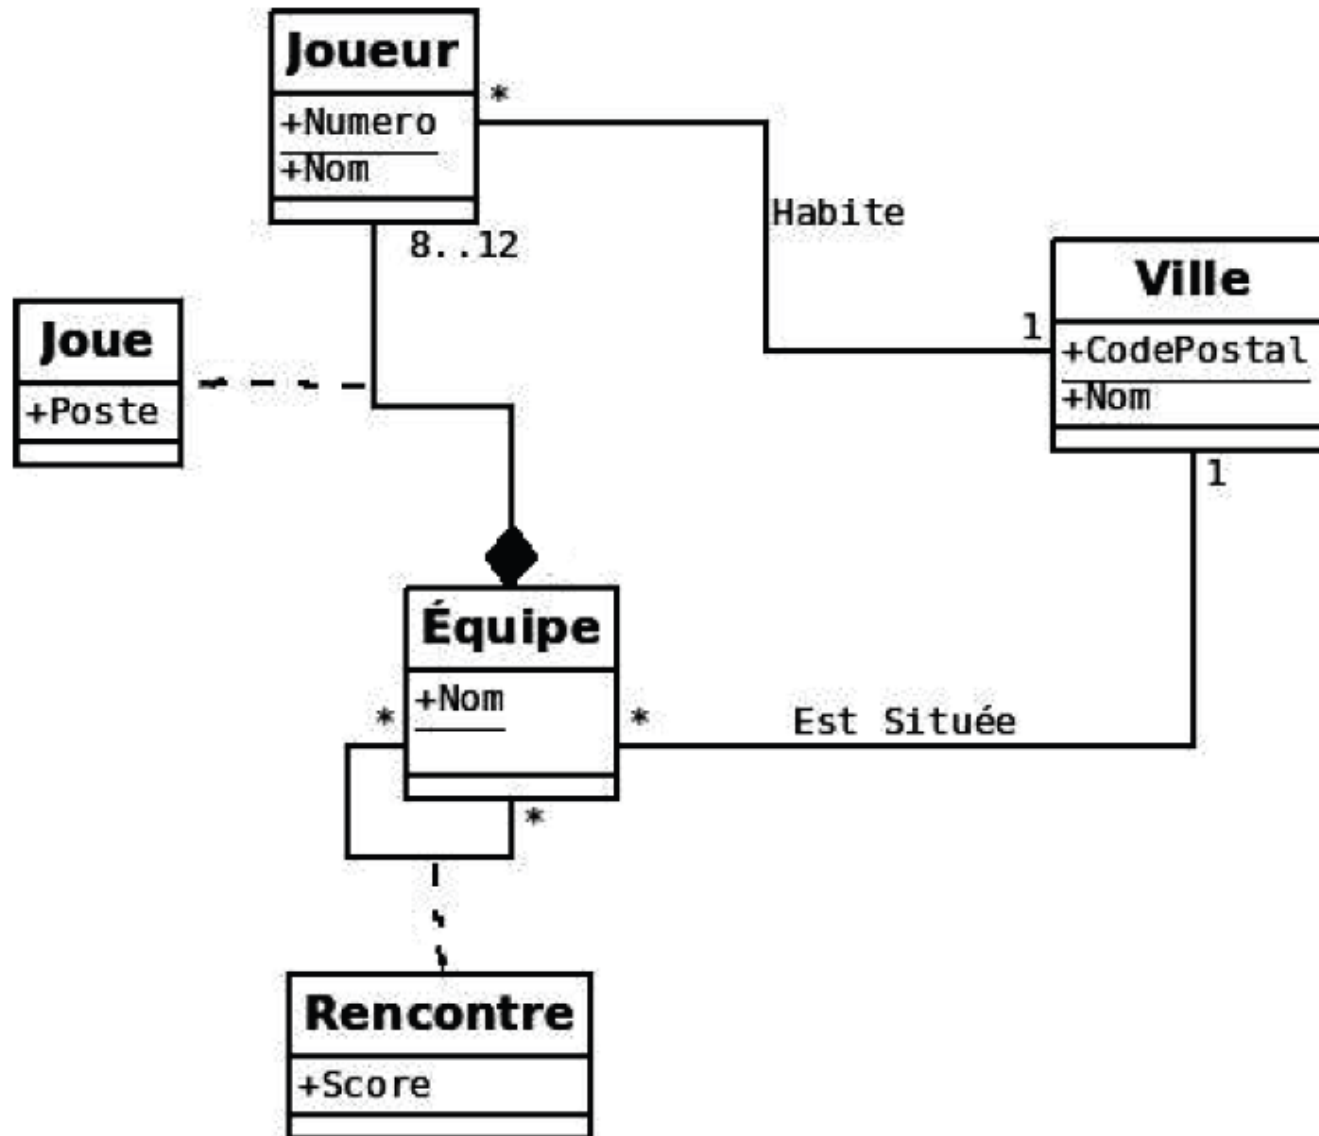 Joueur
+Numero
+Nom
*
8..12
Habite
Ville
1
+CodePostal
+Nom
1
Joue
+Poste
Équipe
+Nom
*
*
*
Est Située
Rencontre
+Score